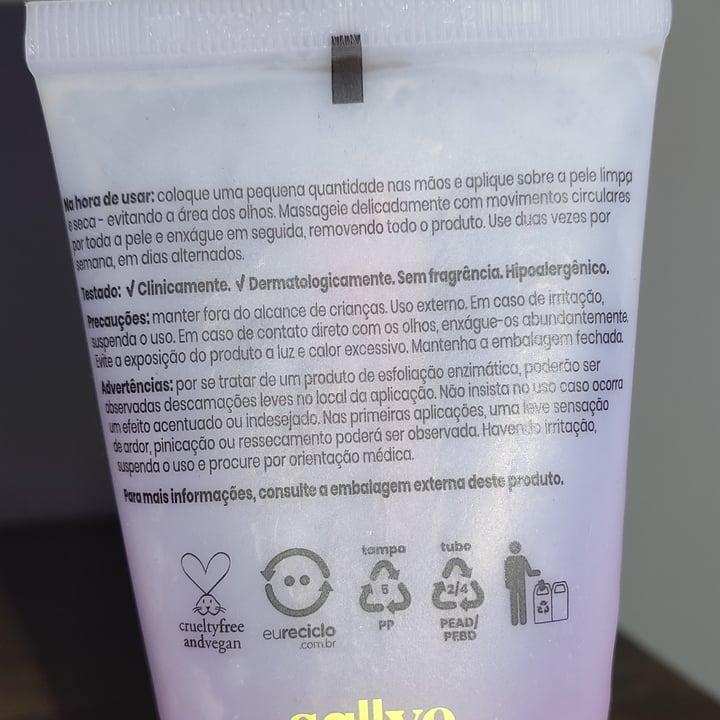 Na hora de usar: coloque uma pequena quantidade nas mãos e aplique sobre a pele limpa
e seca - evitando a área dos olhos. Massageie delicadamente com movimentos circulares
por toda a pele e enxágue em seguida, removendo todo o produto. Use duas vezes por
semana, em dias alternados.
Testado: √ Clinicamente. √ Dermatologicamente. Sem fragrância. Hipoalergênico.
Precauções: manter fora do alcance de crianças. Uso externo. Em caso de irritação,
suspenda o uso. Em caso de contato direto com os olhos, enxágue-os abundantemente.
Evite a exposição do produto a luz e calor excessivo. Mantenha a embalagem fechada.
Advertências: por se tratar de um produto de esfoliação enzimática, poderão ser
observadas descamações leves no local da aplicação. Não insista no uso caso ocorra
um efeito acentuado ou indesejado. Nas primeiras aplicações, uma leve sensação
de ardor, pinicação ou ressecamento poderá ser observada. Havendo irritação,
suspenda o uso e procure por orientação médica.
Para mais informações, consulte a embalagem externa deste produto.
tampa tubo
5 2/4
PP PEAD/
PEBD
crueltyfree
andvegan
eureciclo
.com.br
sallve